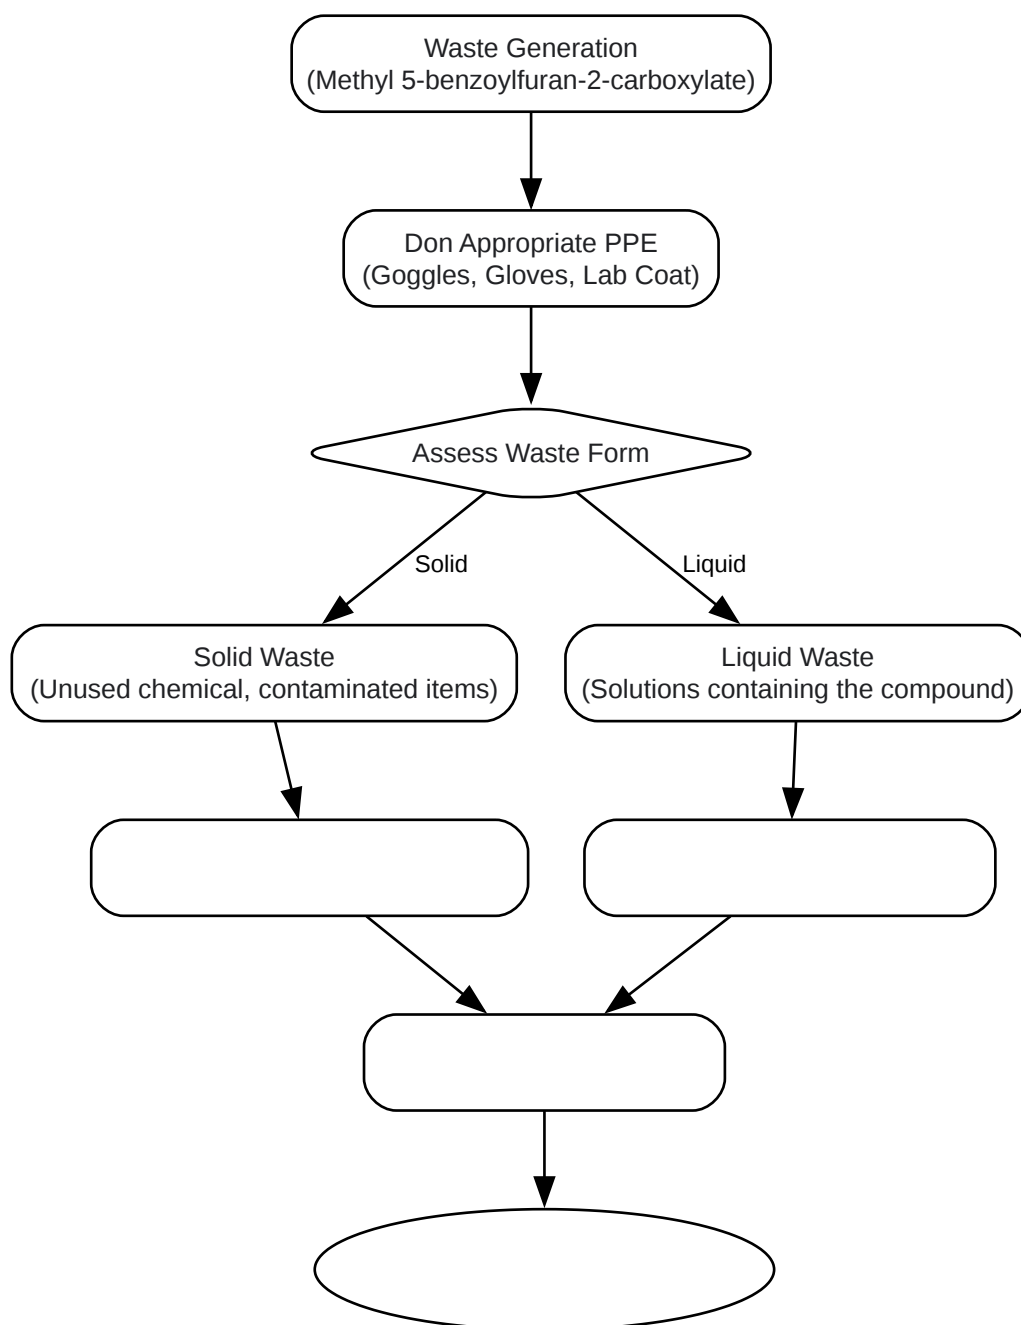 Waste Generation
(Methyl 5-benzoylfuran-2-carboxylate)
Don Appropriate PPE
(Goggles, Gloves, Lab Coat)
Assess Waste Form
Solid
Liquid
Solid Waste
(Unused chemical, contaminated items)
Liquid Waste
(Solutions containing the compound)